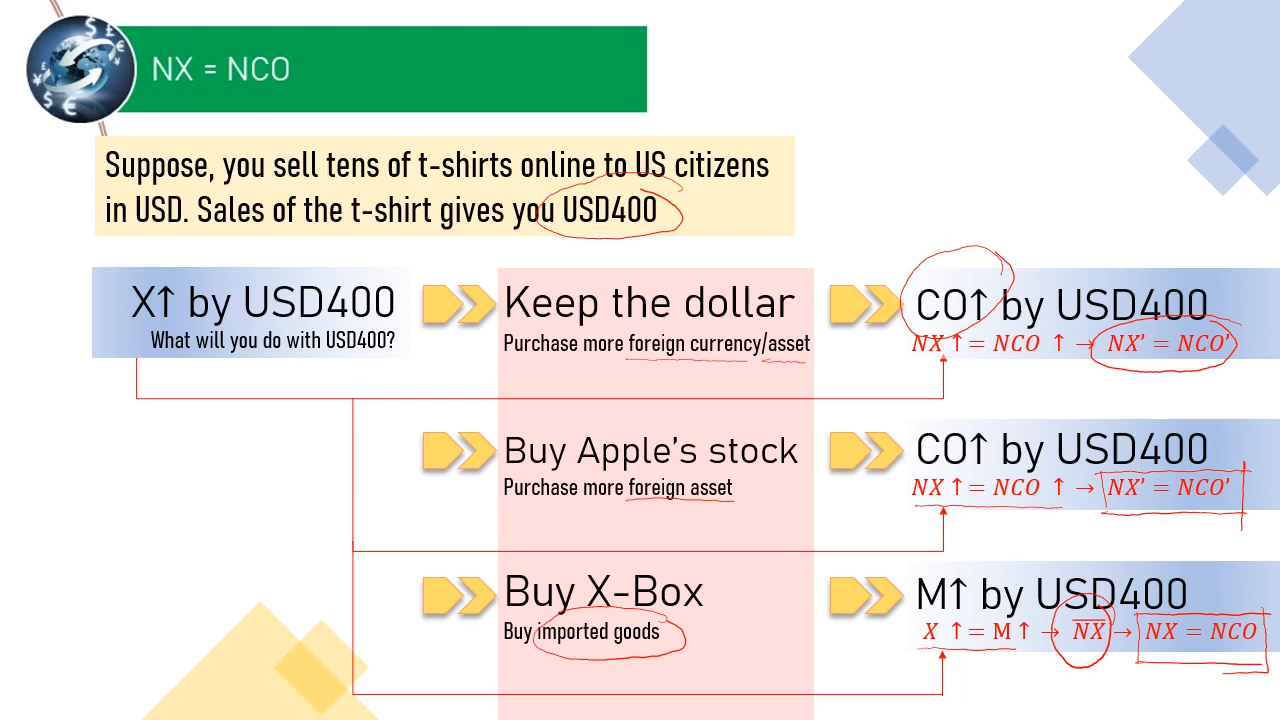 NX = NCO
Suppose, you sell tens of t-shirts online to US citizens
in USD. Sales of the t-shirt gives you USD400
X↑ by USD400
What will you do with USD400?
Keep the dollar
Purchase more foreign currency/asset
CO↑ by USD400
NX ↑ = NCO ↑ → NX' = NCO'
Buy Apple's stock
Purchase more foreign asset
CO↑ by USD400
NX ↑ = NCO ↑ → NX' = NCO'
Buy X-Box
Buy imported goods
M↑ by USD400
X ↑ = M ↑ → N̅X̅ → NX = NCO